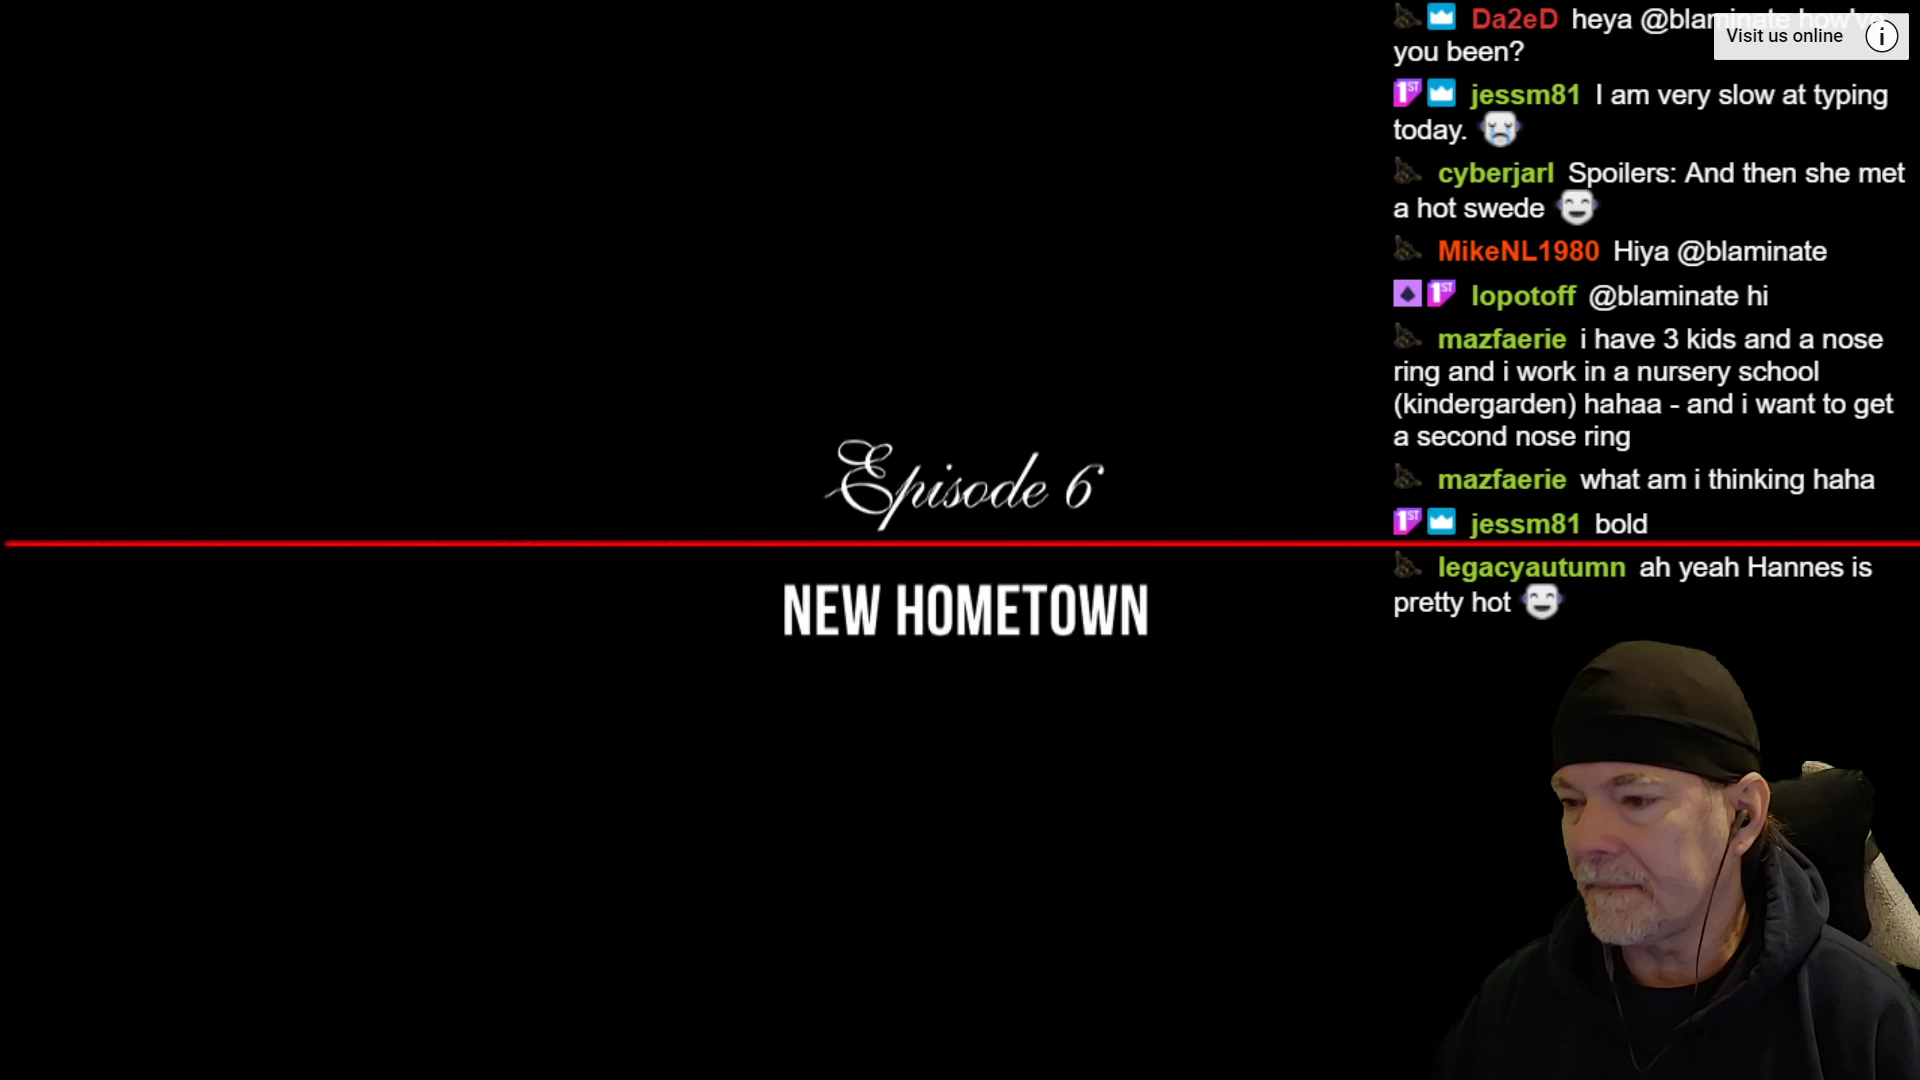 Da2eD heya @blaminate how've
Visit us online
you been?
jessm81 I am very slow at typing
today.
cyberjarl Spoilers: And then she met
a hot swede
MikeNL1980 Hiya @blaminate
lopotoff @blaminate hi
mazfaerie i have 3 kids and a nose
ring and i work in a nursery school
(kindergarden) hahaa - and i want to get
a second nose ring
mazfaerie what am i thinking haha
jessm81 bold
legacyautumn ah yeah Hannes is
pretty hot
Episode 6
NEW HOMETOWN